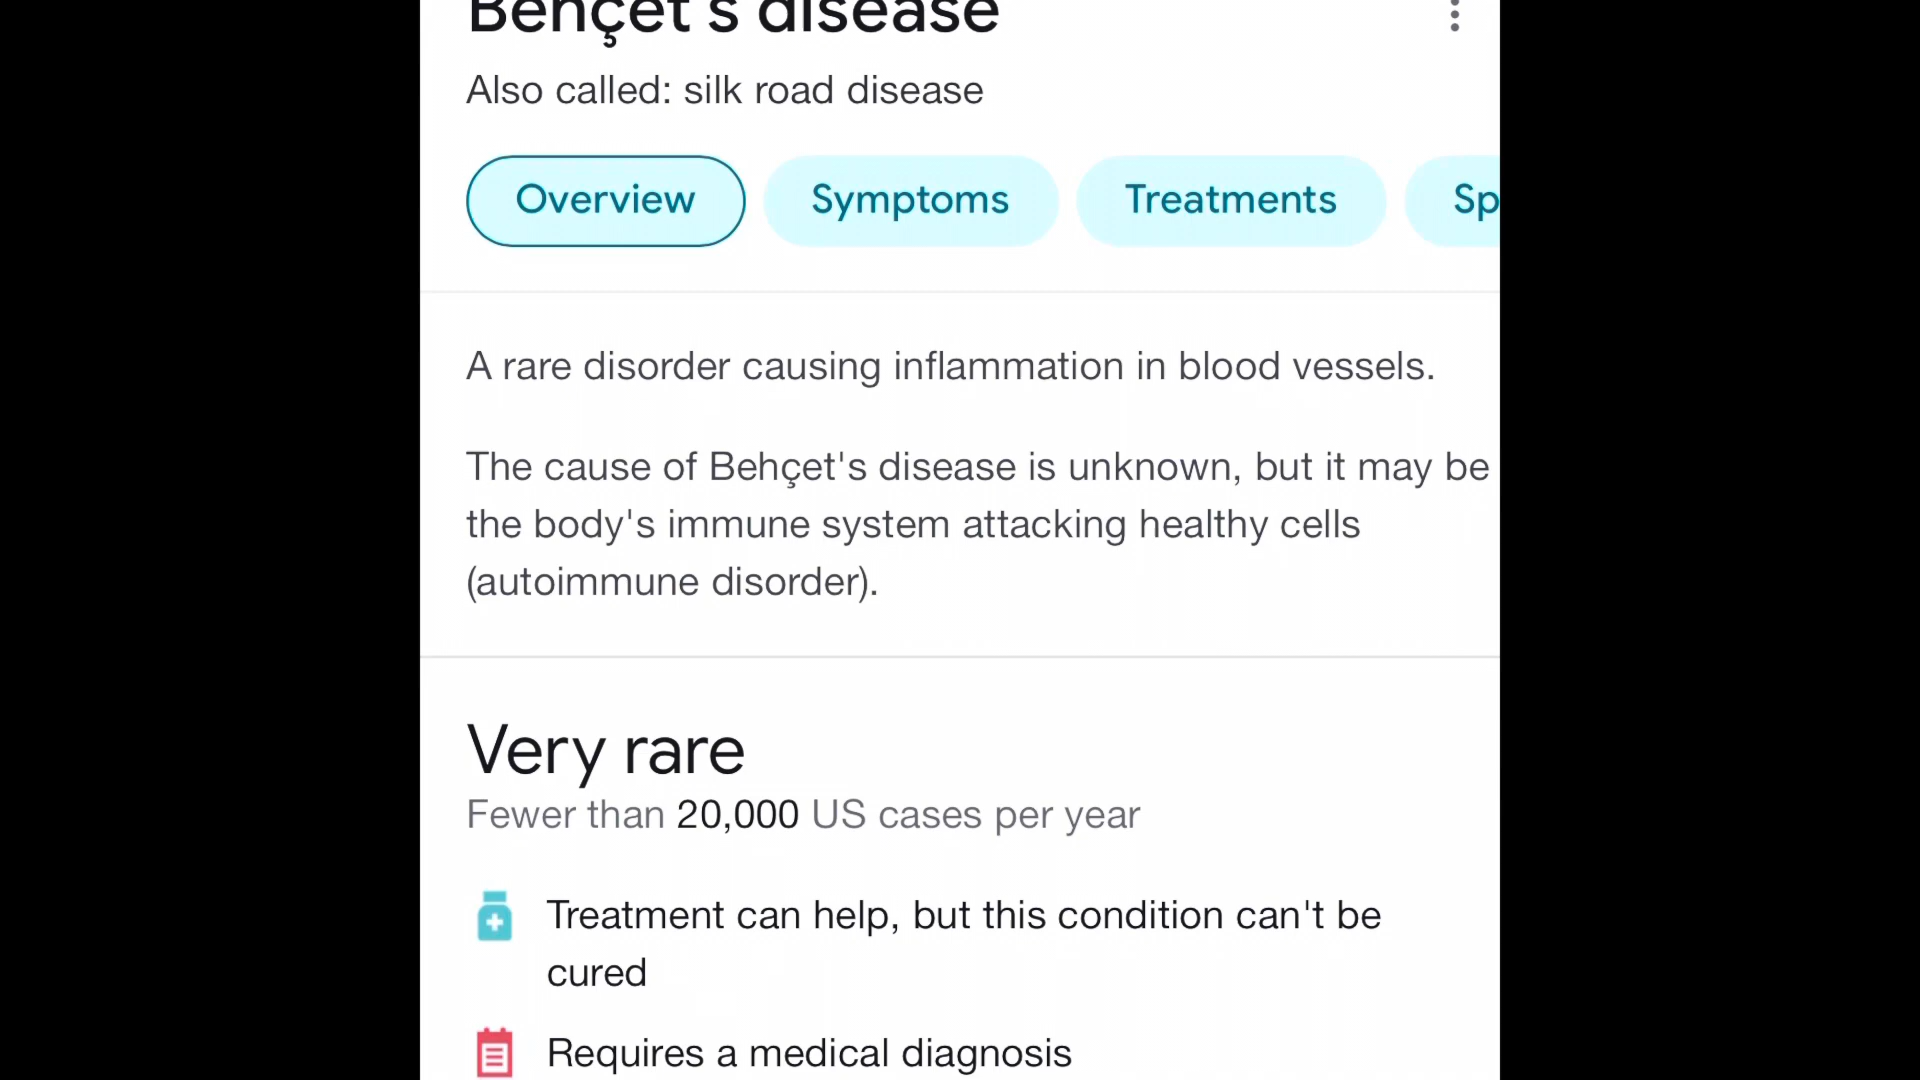 Behçet's disease
Also called: silk road disease
Overview Symptoms Treatments Sp
A rare disorder causing inflammation in blood vessels.
The cause of Behçet's disease is unknown, but it may be
the body's immune system attacking healthy cells
(autoimmune disorder).
Very rare
Fewer than 20,000 US cases per year
Treatment can help, but this condition can't be
cured
Requires a medical diagnosis